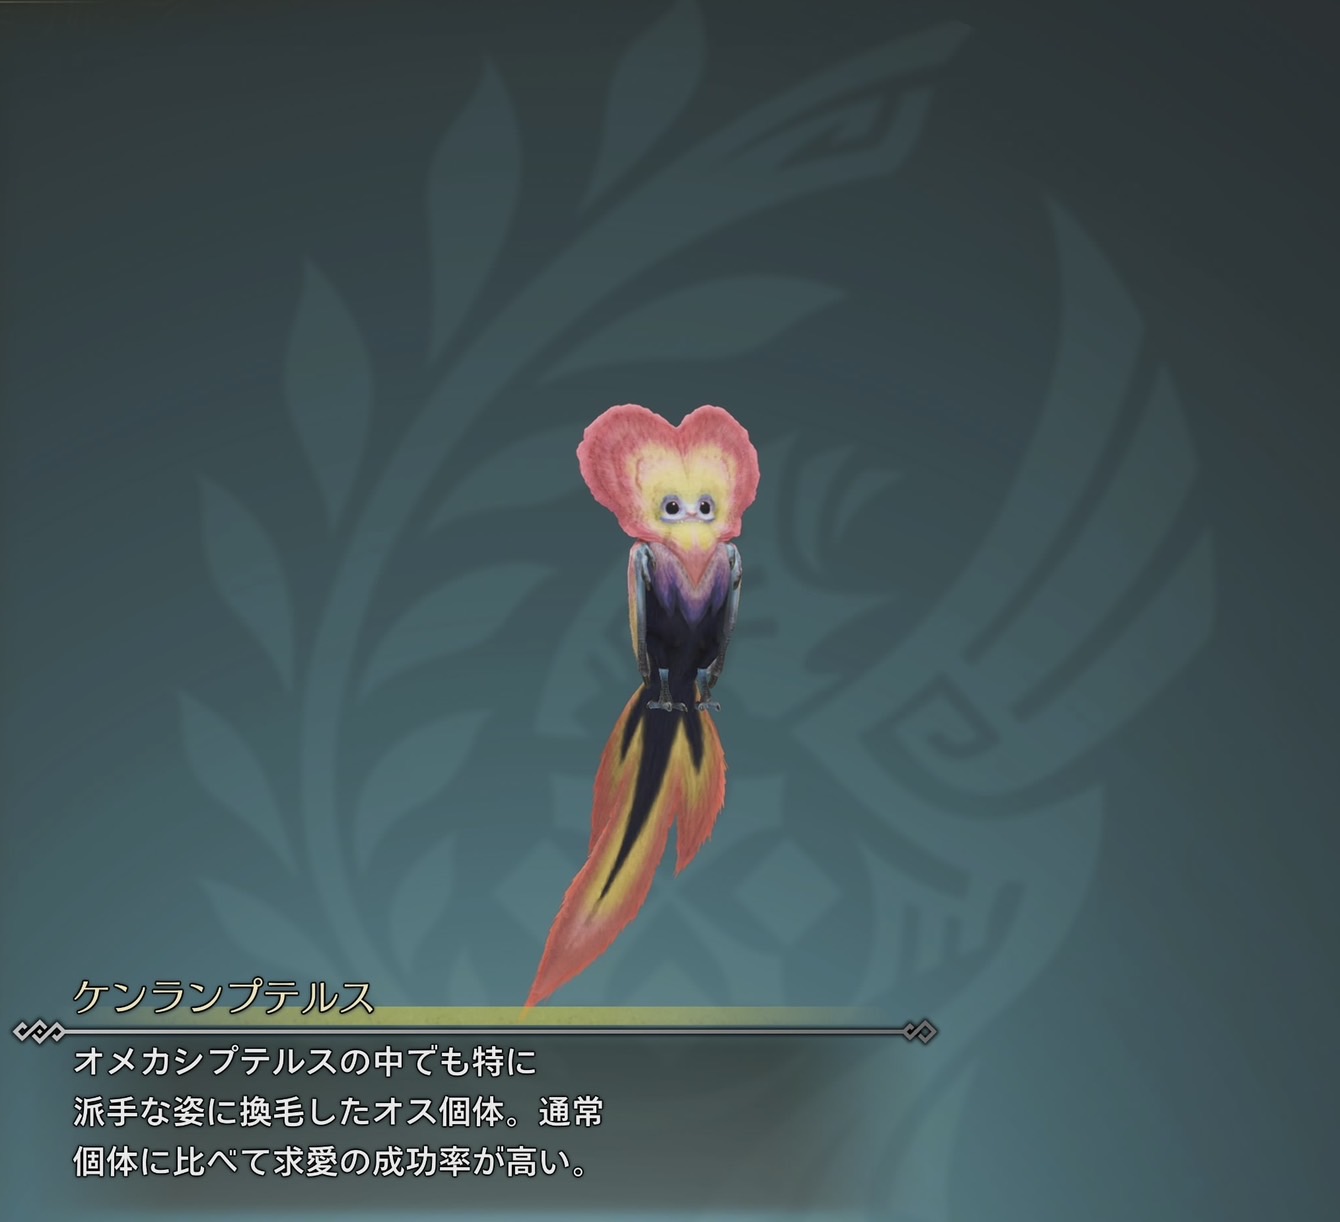 ケンランプテルス
オメカシプテルスの中でも特に
派手な姿に換毛したオス個体。通常
個体に比べて求愛の成功率が高い。